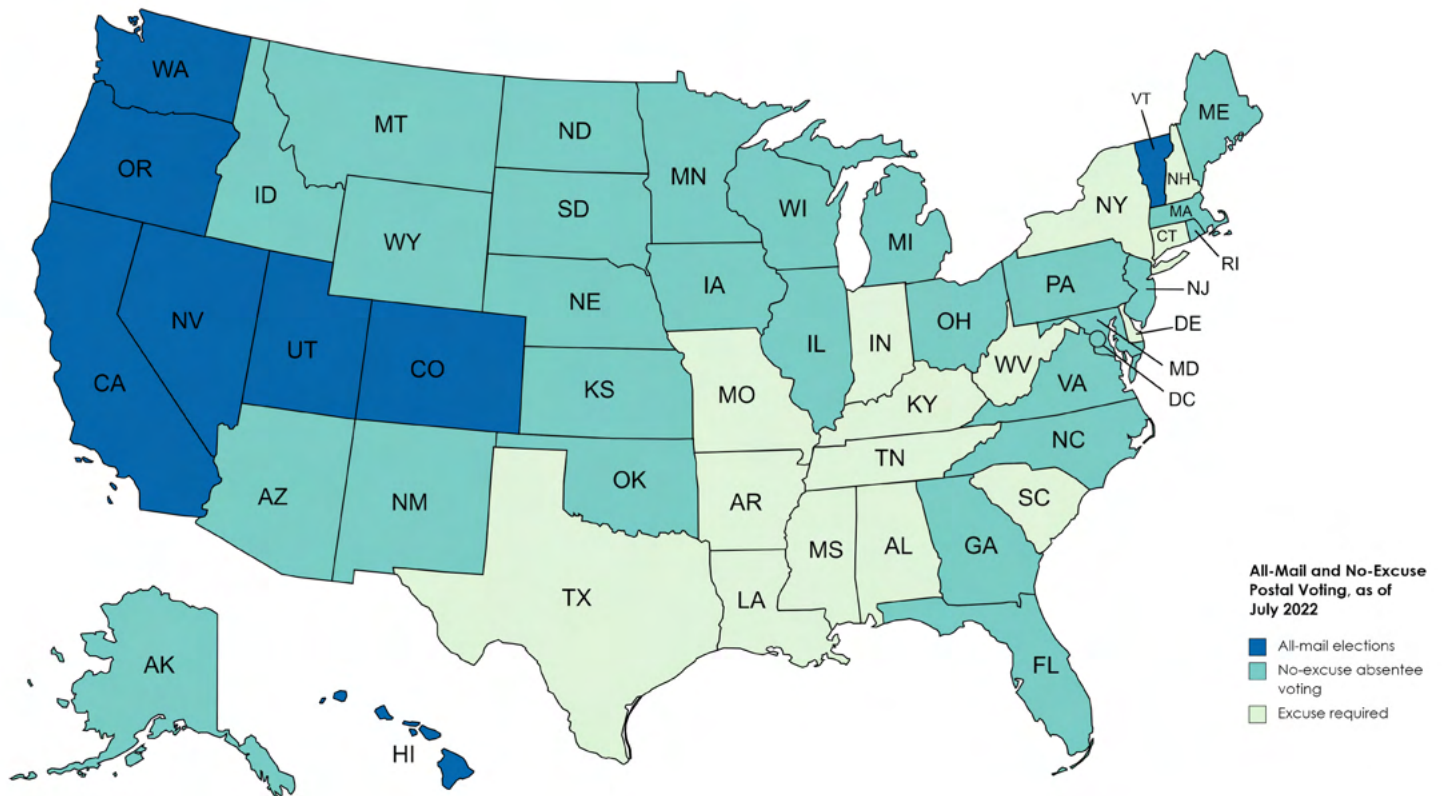 WA
MT
ND
MN
VT
ME
OR
ID
SD
WI
MI
NY
NH
MA
CT
RI
WY
IA
NE
PA
NJ
NV
UT
CO
IL
IN
OH
DE
CA
KS
MO
WV
VA
MD
DC
KY
AZ
NM
OK
AR
TN
NC
SC
MS
AL
GA
TX
LA
AK
FL
HI
All-Mail and No-Excuse
Postal Voting, as of
July 2022
All-mail elections
No-excuse absentee
voting
Excuse required